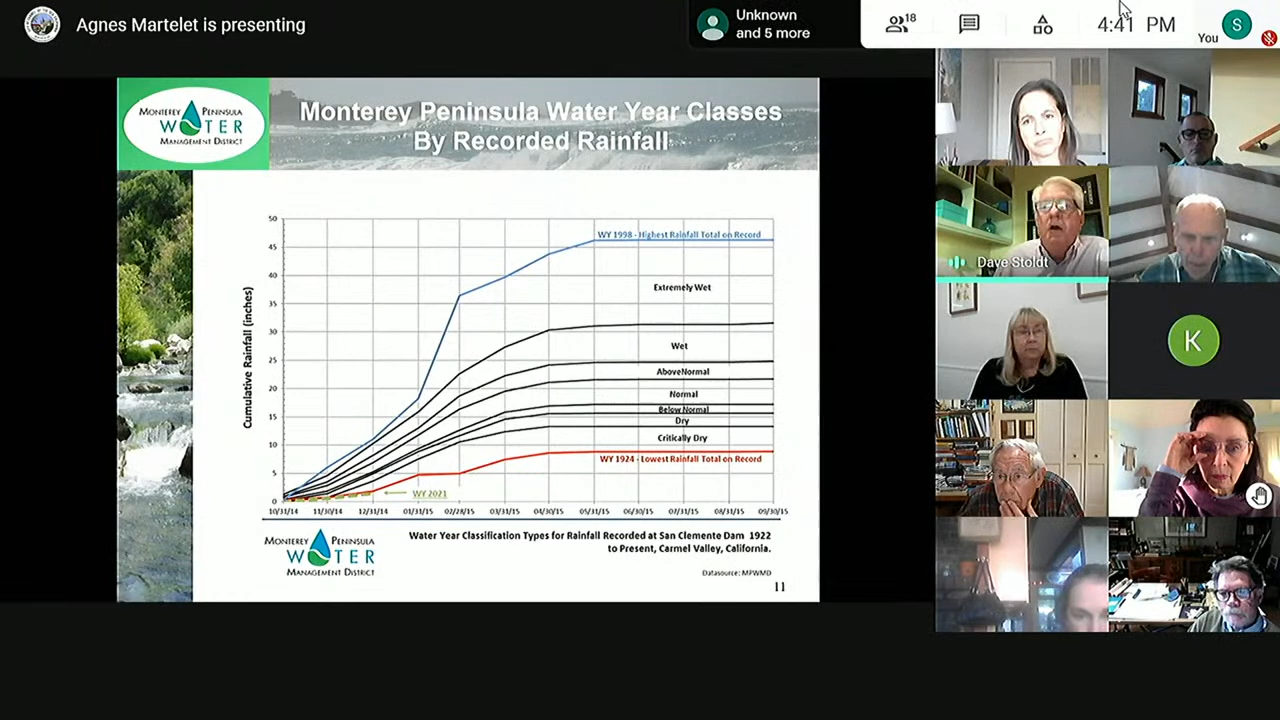 Agnes Martelet is presenting
Unknown
and 5 more
18
4:41 PM
You
S
MONTEREY PENINSULA
WATER
MANAGEMENT DISTRICT
Monterey Peninsula Water Year Classes
By Recorded Rainfall
Cumulative Rainfall (inches)
50
45
40
35
30
25
20
15
10
5
0
WY 1998 - Highest Rainfall Total on Record
Extremely Wet
Wet
AboveNormal
Normal
Below Normal
Dry
Critically Dry
WY 1924 - Lowest Rainfall Total on Record
WY 2021
10/31/14 11/30/14 12/31/14 01/31/15 02/28/15 03/31/15 04/30/15 05/31/15 06/30/15 07/31/15 08/31/15 09/30/15
MONTEREY PENINSULA
WATER
MANAGEMENT DISTRICT
Water Year Classification Types for Rainfall Recorded at San Clemente Dam 1922
to Present, Carmel Valley, California.
Datasource: MPWMD
11
Dave Stoldt
K